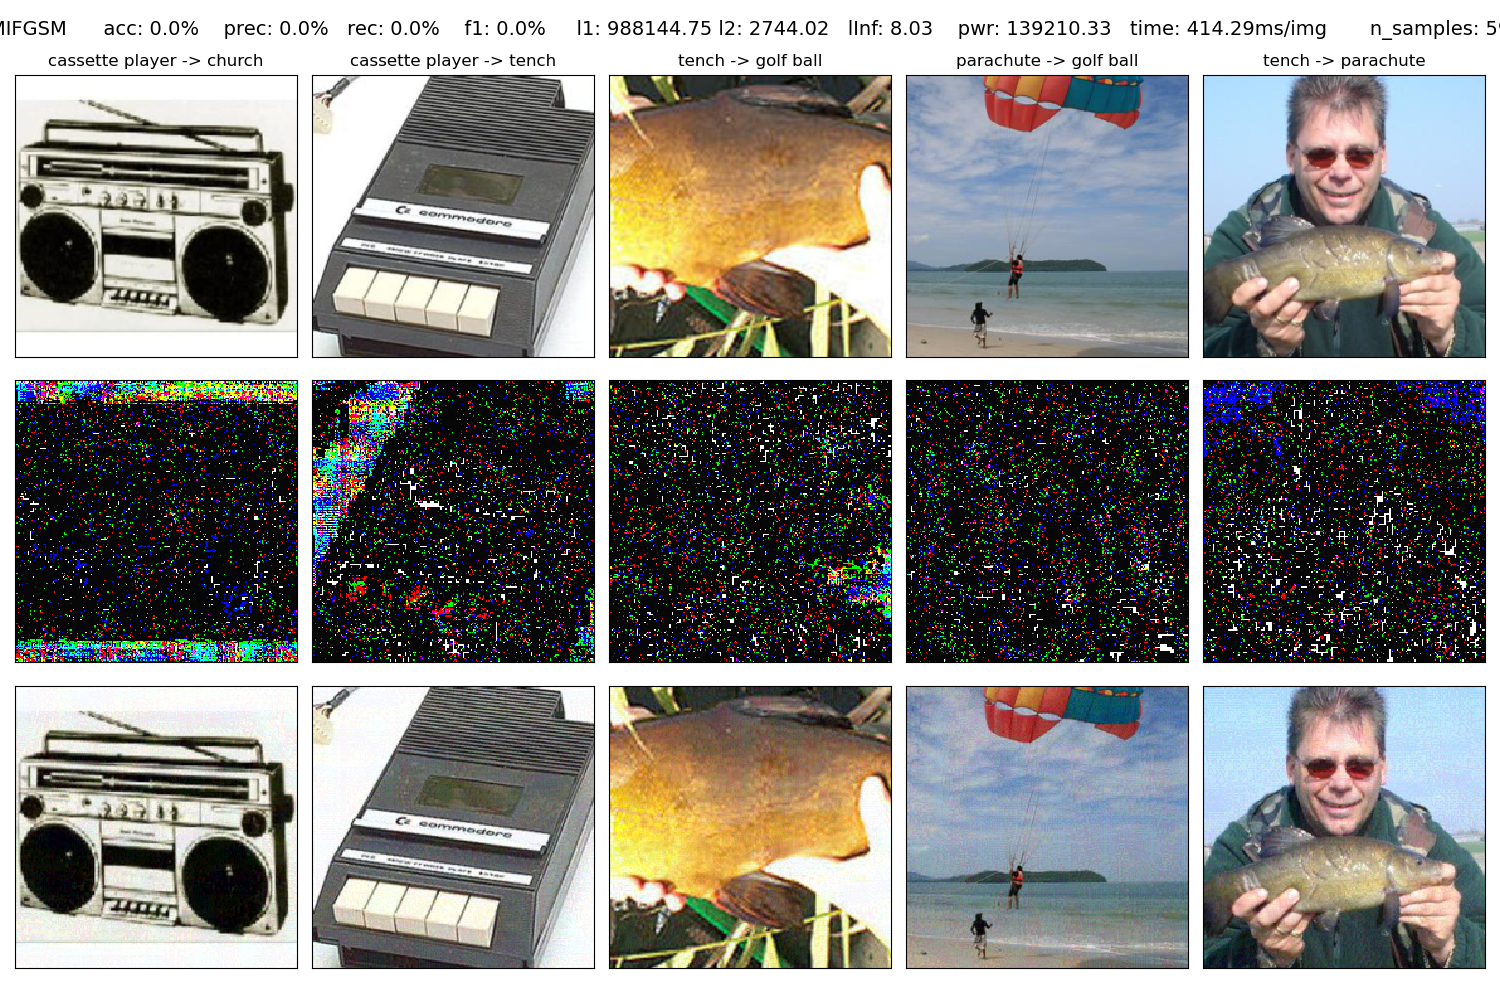 MIFGSM acc: 0.0% prec: 0.0% rec: 0.0% f1: 0.0% l1: 988144.75 l2: 2744.02 lInf: 8.03 pwr: 139210.33 time: 414.29ms/img n_samples: 59
cassette player -> church
cassette player -> tench
tench -> golf ball
parachute -> golf ball
tench -> parachute
commodore
commodore